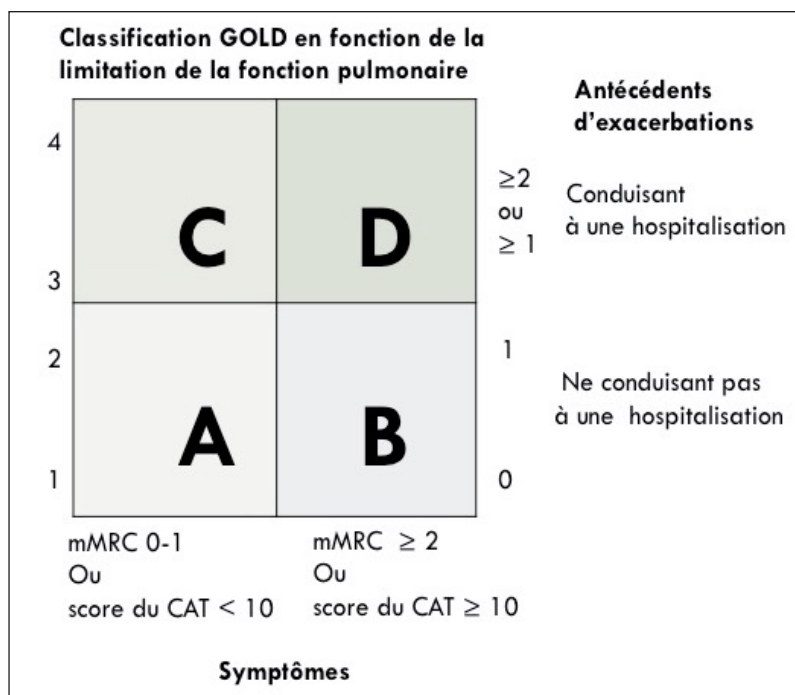 Classification GOLD en fonction de la
limitation de la fonction pulmonaire
Antécédents
d'exacerbations
4
3
2
1
C
D
A
B
≥2
ou
≥ 1
Conduisant
à une hospitalisation
1
0
Ne conduisant pas
à une hospitalisation
mMRC 0-1
Ou
score du CAT < 10
mMRC ≥ 2
Ou
score du CAT ≥ 10
Symptômes